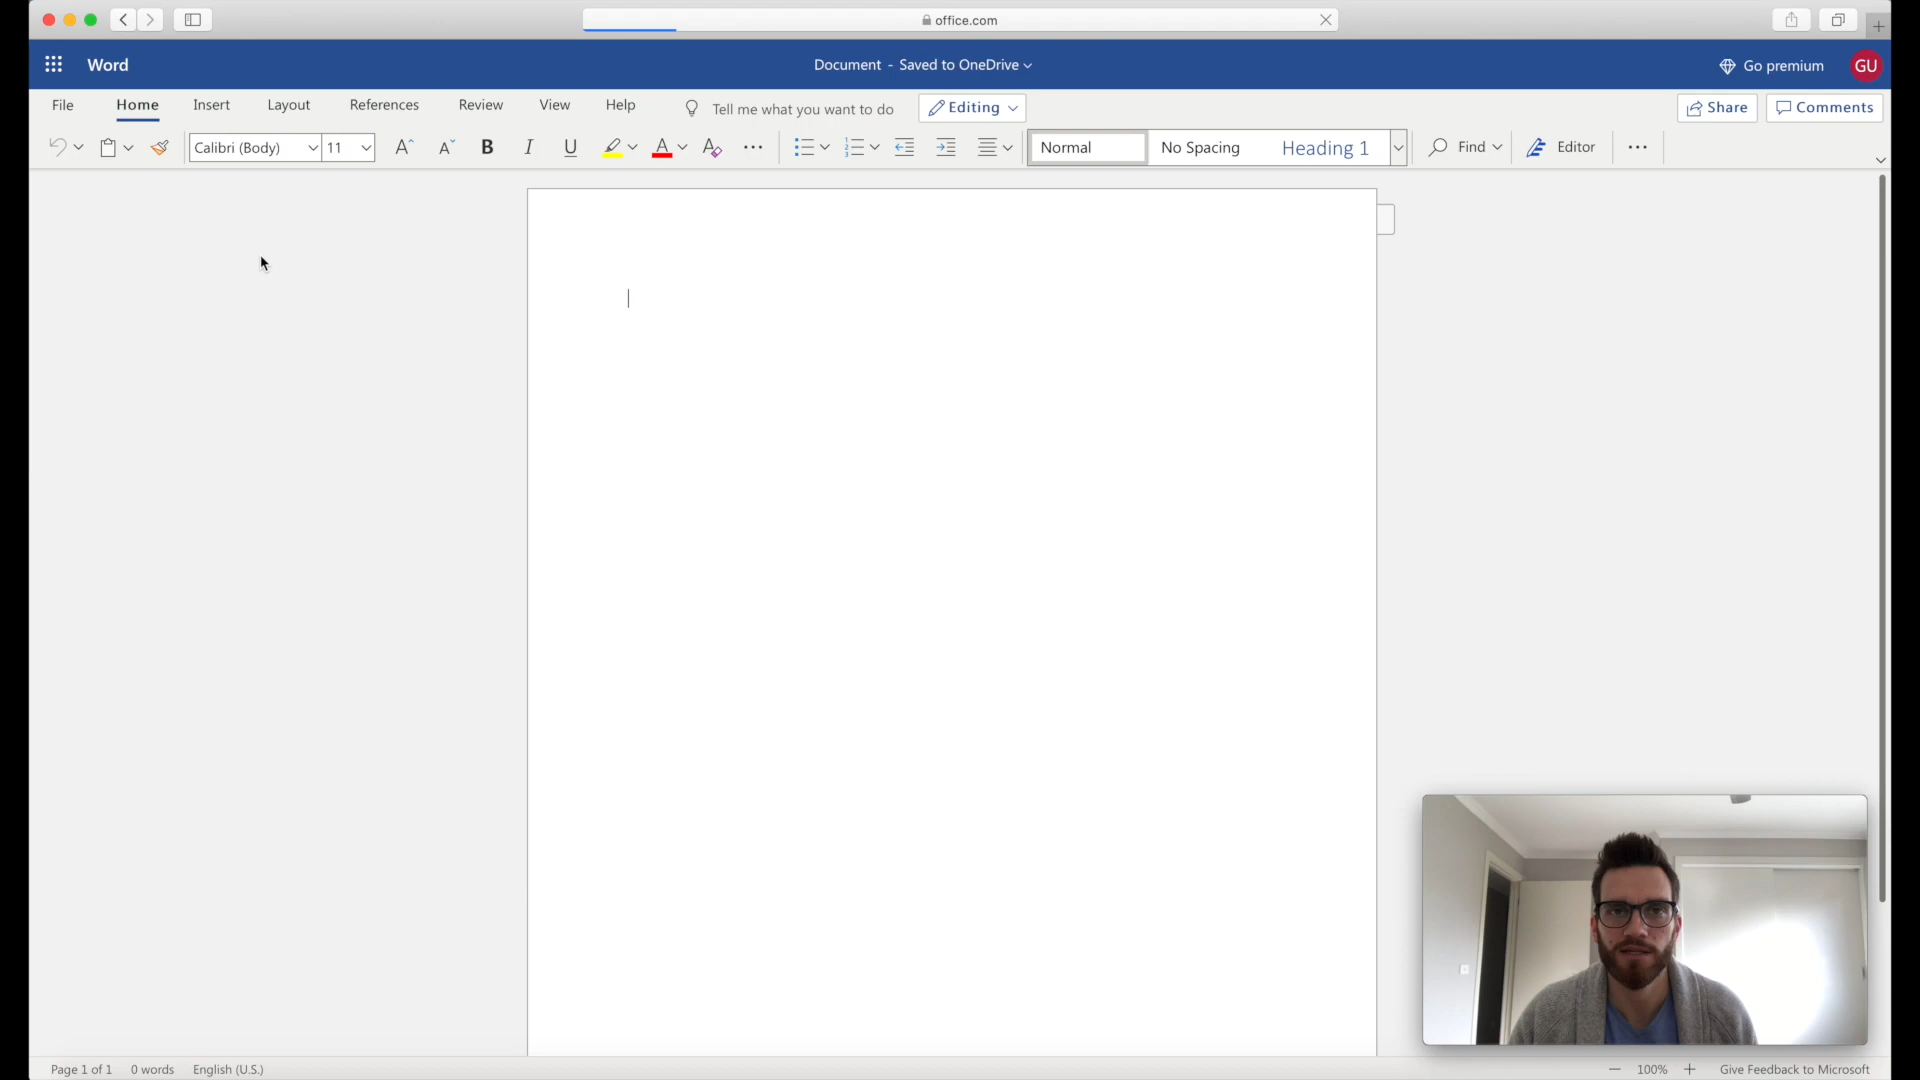 office.com
Word
Document - Saved to OneDrive
Go premium
GU
File Home Insert Layout References Review View Help Tell me what you want to do Editing Share Comments
Calibri (Body) 11 A A B I U A A Normal No Spacing Heading 1 Find Editor
Page 1 of 1 0 words English (U.S.) 100% Give Feedback to Microsoft